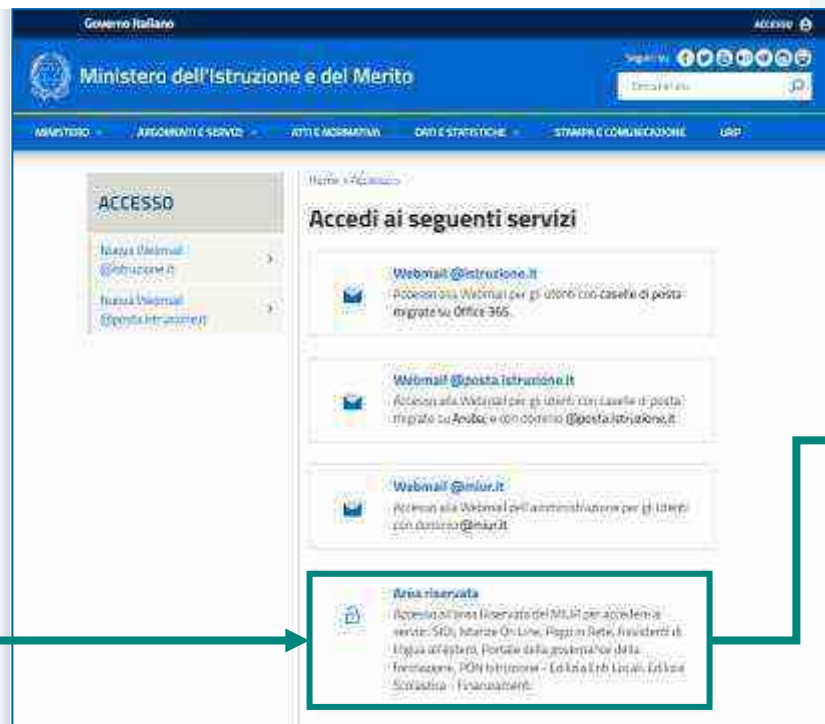 Governo Italiano
ACCESSO
Ministero dell'Istruzione e del Merito
Seguici su
Cerca nel sito
MINISTERO
ARGOMENTI E SERVIZI
ATTI E NORMATIVA
DATI E STATISTICHE
STAMPA E COMUNICAZIONE
URP
Home » Accesso
ACCESSO
Nuova Webmail
@istruzione.it
Nuova Webmail
@posta.istruzione.it
Accedi ai seguenti servizi
Webmail @istruzione.it
Accesso alla Webmail per gli utenti con caselle di posta
migrate su Office 365.
Webmail @posta.istruzione.it
Accesso alla Webmail per gli utenti con caselle di posta
migrate su Aruba, e con dominio @posta.istruzione.it
Webmail @miur.it
Accesso alla Webmail dell'amministrazione per gli utenti
con dominio @miur.it
Area riservata
Accesso all'area Riservata del MIUR per accedere ai
servizi: SIDI, Istanze On Line, Pago in Rete, Assistenti di
lingua all'estero, Portale della governance della
formazione, PON Istruzione - Edilizia Enti Locali, Edilizia
Scolastica - Finanziamenti